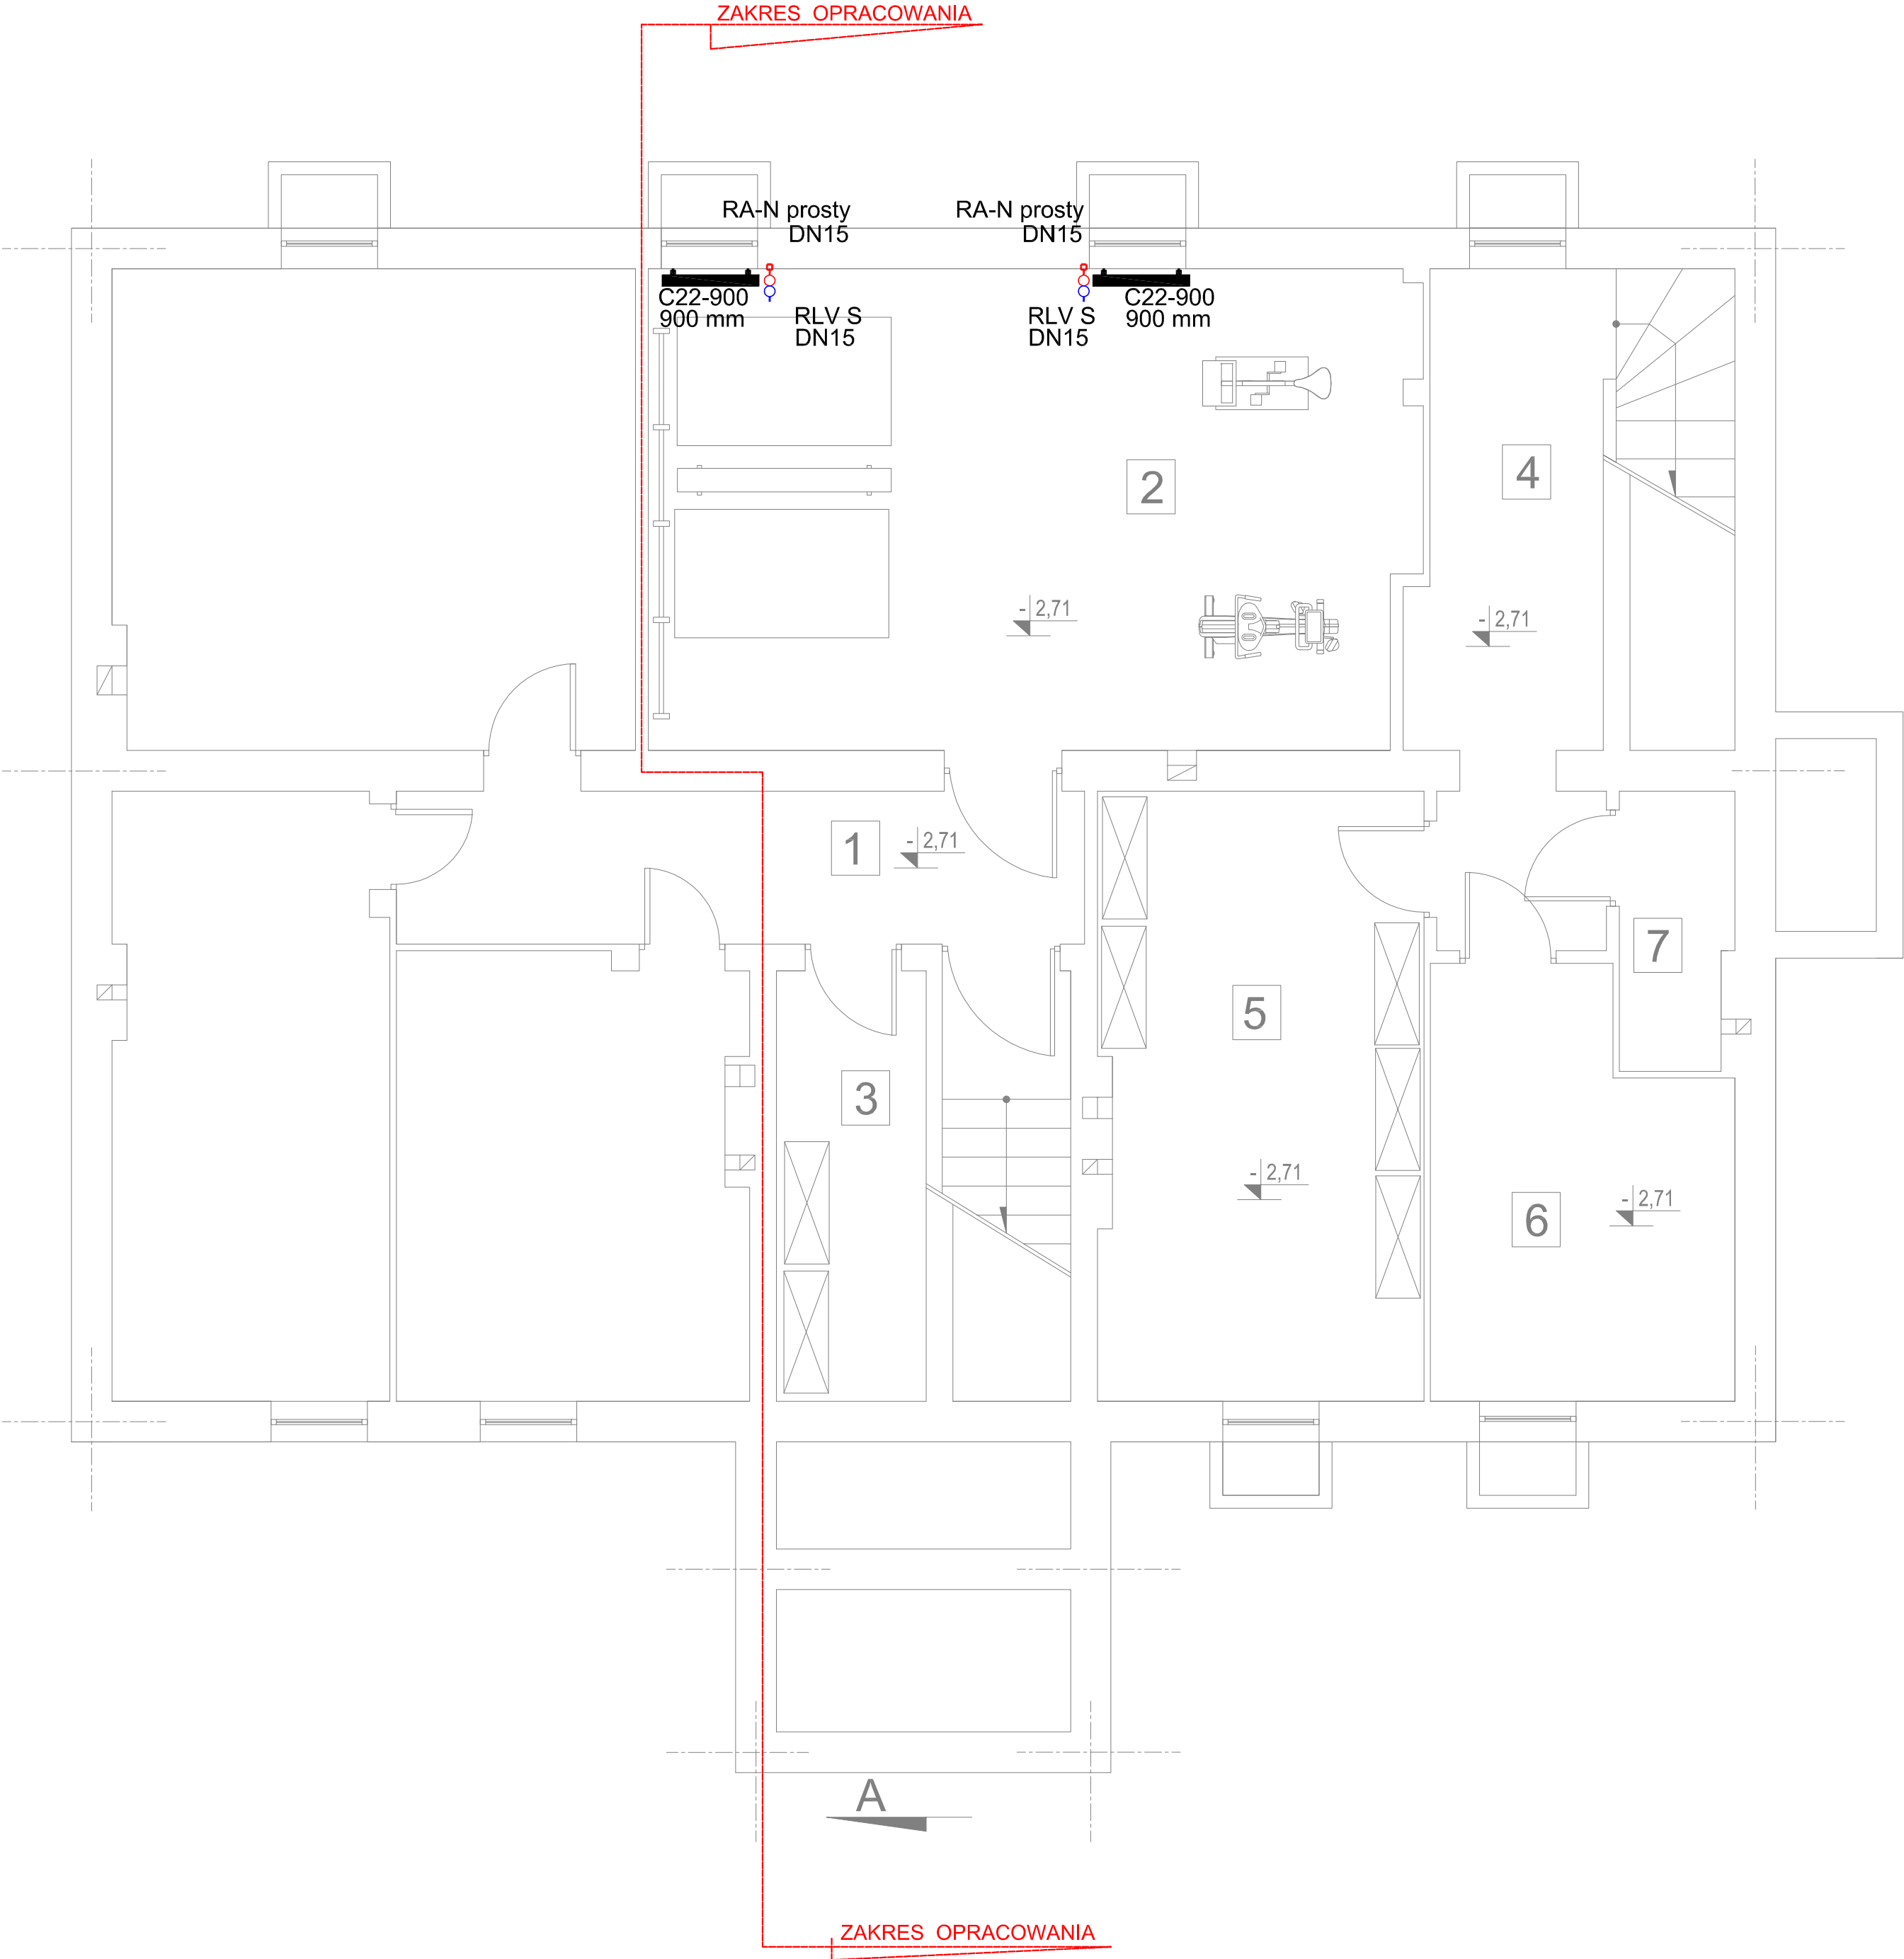 ZAKRES OPRACOWANIA
RA-N prosty
DN15
RA-N prosty
DN15
C22-900
900 mm
RLV S
DN15
RLV S
DN15
C22-900
900 mm
2
4
- 2,71
- 2,71
1
- 2,71
7
5
3
- 2,71
6
- 2,71
A
ZAKRES OPRACOWANIA